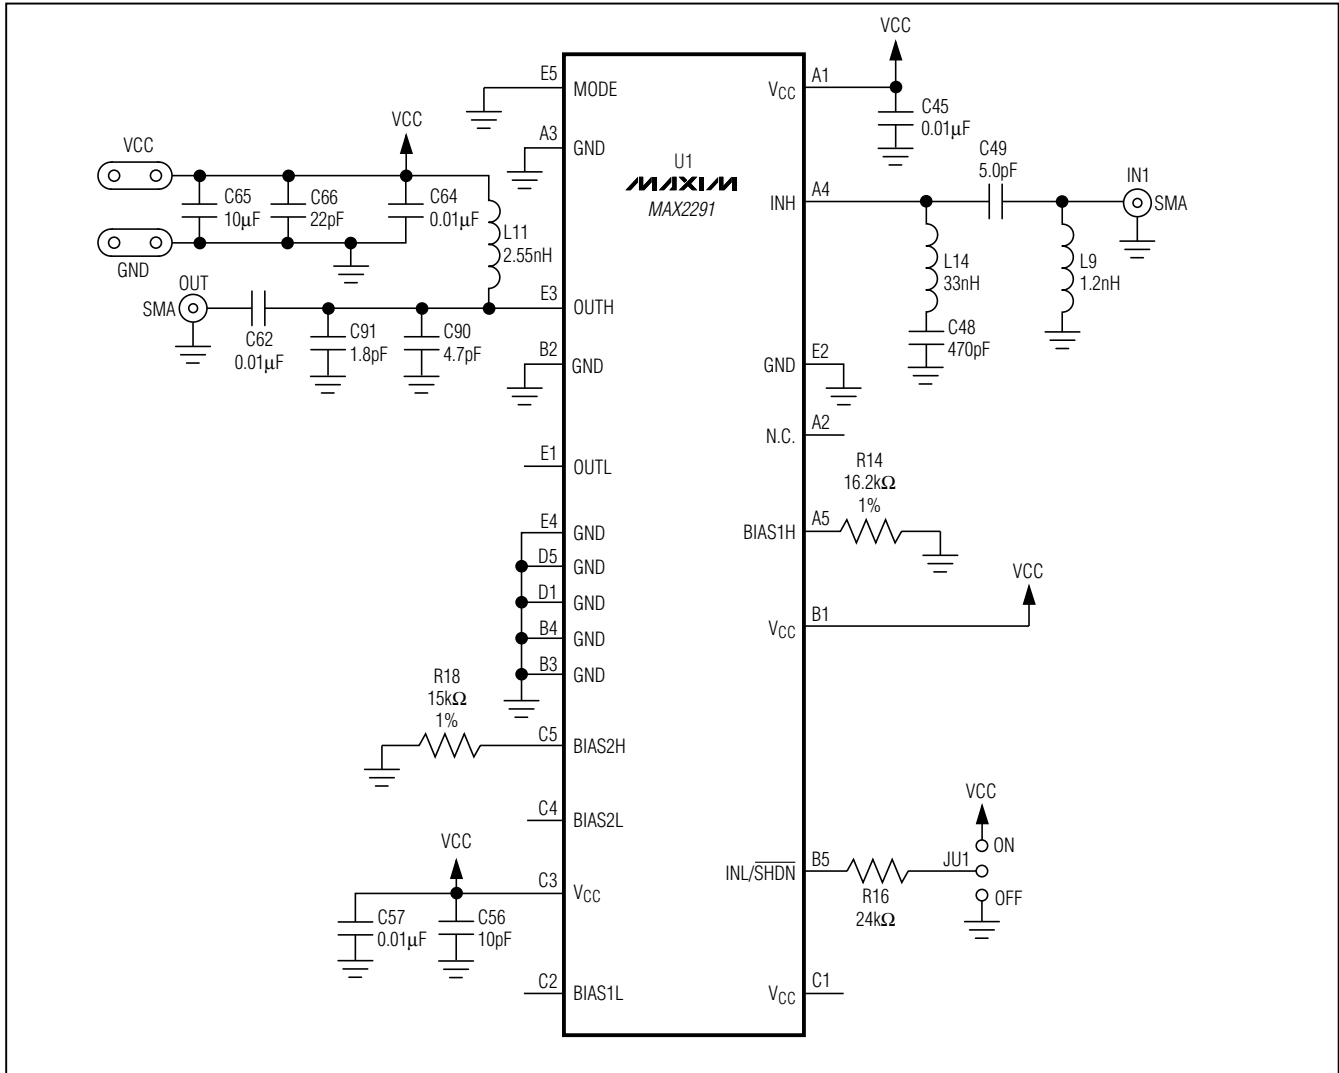 VCC
E5
MODE
A1
VCC
C45
0.01µF
A3
GND
VCC
VCC
C65
10µF
C66
22pF
C64
0.01µF
L11
2.55nH
GND
U1
MAXIM
MAX2291
C49
5.0pF
A4
INH
IN1
SMA
L14
33nH
L9
1.2nH
C48
470pF
OUT
SMA
C62
0.01µF
C91
1.8pF
C90
4.7pF
E3
OUTH
B2
GND
E2
GND
A2
N.C.
E1
OUTL
R14
16.2kΩ
1%
A5
BIAS1H
E4
GND
D5
GND
D1
GND
B4
GND
B3
GND
VCC
B1
VCC
R18
15kΩ
1%
C5
BIAS2H
C4
BIAS2L
VCC
C3
VCC
C57
0.01µF
C56
10pF
VCC
ON
JU1
OFF
B5
INL/SHDN
R16
24kΩ
C2
BIAS1L
C1
VCC